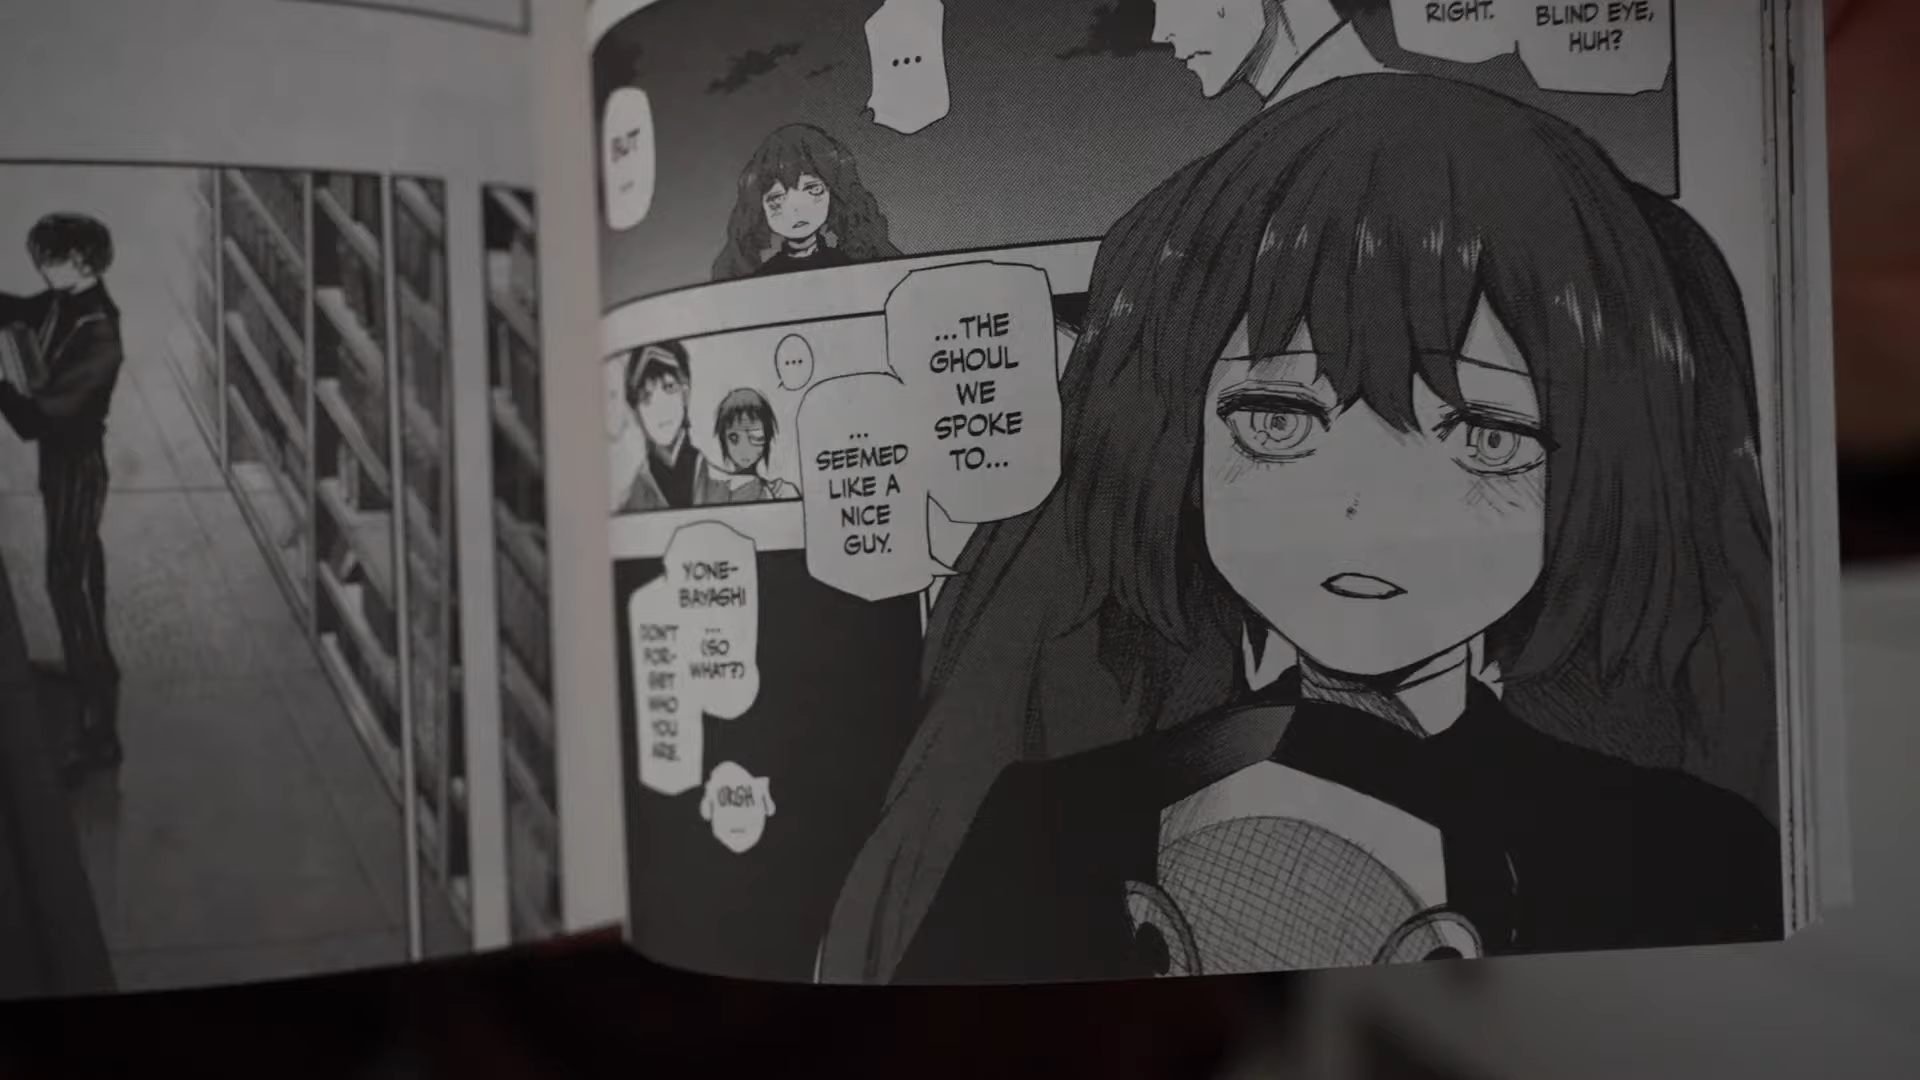 RIGHT.
BLIND EYE,
HUH?
...
BUT
...
...
...THE
GHOUL
WE
SPOKE
TO...
...
SEEMED
LIKE A
NICE
GUY.
YONE-
BAYASHI
...
(SO
WHAT?)
DON'T
FOR-
GET
WHO
YOU
ARE.
URGH
...